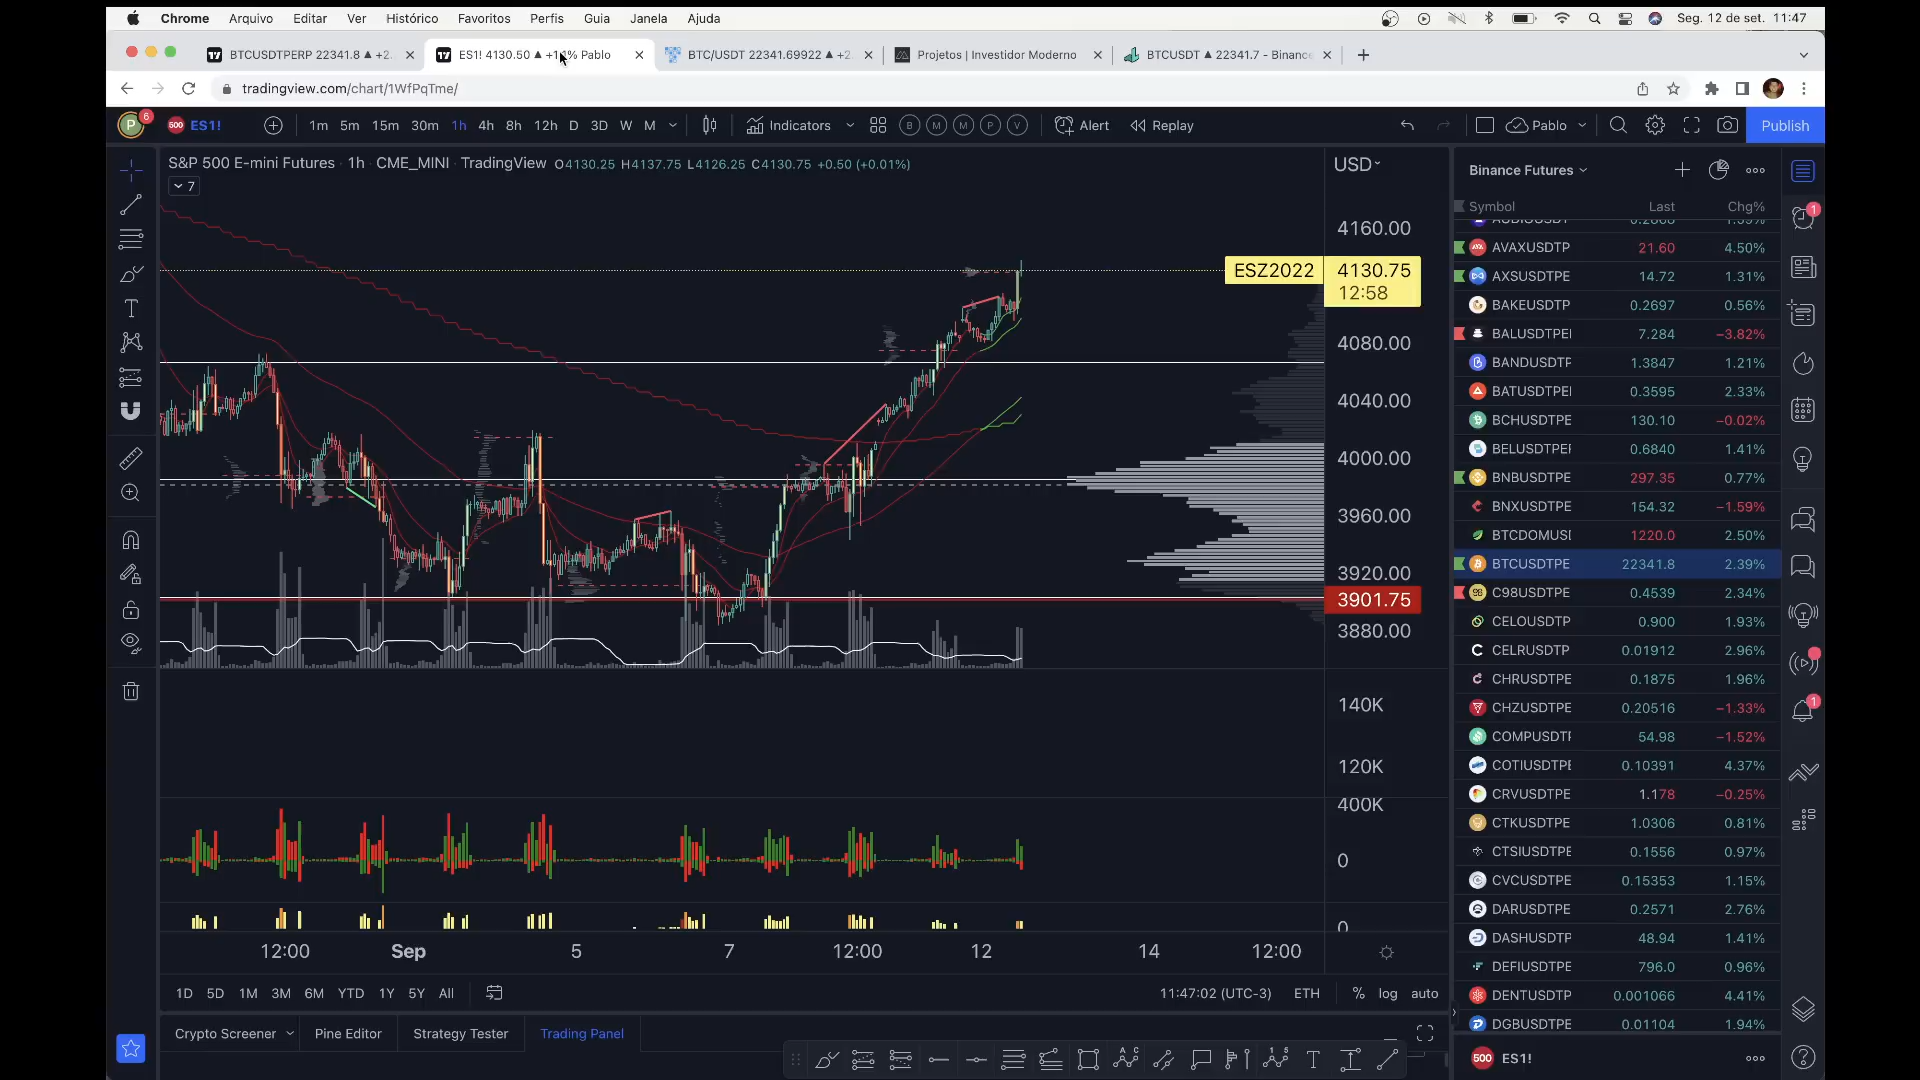 Chrome Arquivo Editar Ver Histórico Favoritos Perfis Guia Janela Ajuda Seg. 12 de set. 11:47
BTCUSDTPERP 22341.8 ▲ +2. ES1! 4130.50 ▲ +1.1% Pablo BTC/USDT 22341.69922 ▲ +2 Projetos | Investidor Moderno BTCUSDT ▲ 22341.7 - Binance
tradingview.com/chart/1WfPqTme/
P 6 500 ES1! 1m 5m 15m 30m 1h 4h 8h 12h D 3D W M Indicators B M M P V Alert Replay Pablo Publish
S&P 500 E-mini Futures · 1h · CME_MINI · TradingView O4130.25 H4137.75 L4126.25 C4130.75 +0.50 (+0.01%)
7
USD
4160.00
ESZ2022 4130.75
12:58
4080.00
4040.00
4000.00
3960.00
3920.00
3901.75
3880.00
140K
120K
400K
0
0
12:00 Sep 5 7 12:00 12 14 12:00
1D 5D 1M 3M 6M YTD 1Y 5Y All 11:47:02 (UTC-3) ETH % log auto
Crypto Screener Pine Editor Strategy Tester Trading Panel
Binance Futures
Symbol Last Chg%
AVAXUSDTP 21.60 4.50%
AXSUSDTPE 14.72 1.31%
BAKEUSDTP 0.2697 0.56%
BALUSDTPEI 7.284 −3.82%
BANDUSDTP 1.3847 1.21%
BATUSDTPEI 0.3595 2.33%
BCHUSDTPE 130.10 −0.02%
BELUSDTPEF 0.6840 1.41%
BNBUSDTPE 297.35 0.77%
BNXUSDTPE 154.32 −1.59%
BTCDOMUSI 1220.0 2.50%
BTCUSDTPE 22341.8 2.39%
C98USDTPE 0.4539 2.34%
CELOUSDTP 0.900 1.93%
CELRUSDTP 0.01912 2.96%
CHRUSDTPE 0.1875 1.96%
CHZUSDTPE 0.20516 −1.33%
COMPUSDTI 54.98 −1.52%
COTIUSDTPE 0.10391 4.37%
CRVUSDTPE 1.178 −0.25%
CTKUSDTPE 1.0306 0.81%
CTSIUSDTPE 0.1556 0.97%
CVCUSDTPE 0.15353 1.15%
DARUSDTPE 0.2571 2.76%
DASHUSDTP 48.94 1.41%
DEFIUSDTPE 796.0 0.96%
DENTUSDTP 0.001066 4.41%
DGBUSDTPE 0.01104 1.94%
500 ES1!